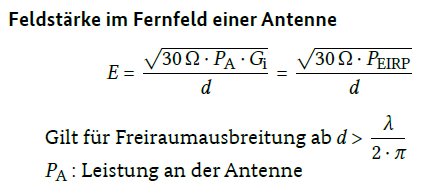 Feldstärke im Fernfeld einer Antenne
E = √(30 Ω · P_A · G_i) / d = √(30 Ω · P_EIRP) / d
Gilt für Freiraumausbreitung ab d > λ / (2 · π)
P_A : Leistung an der Antenne